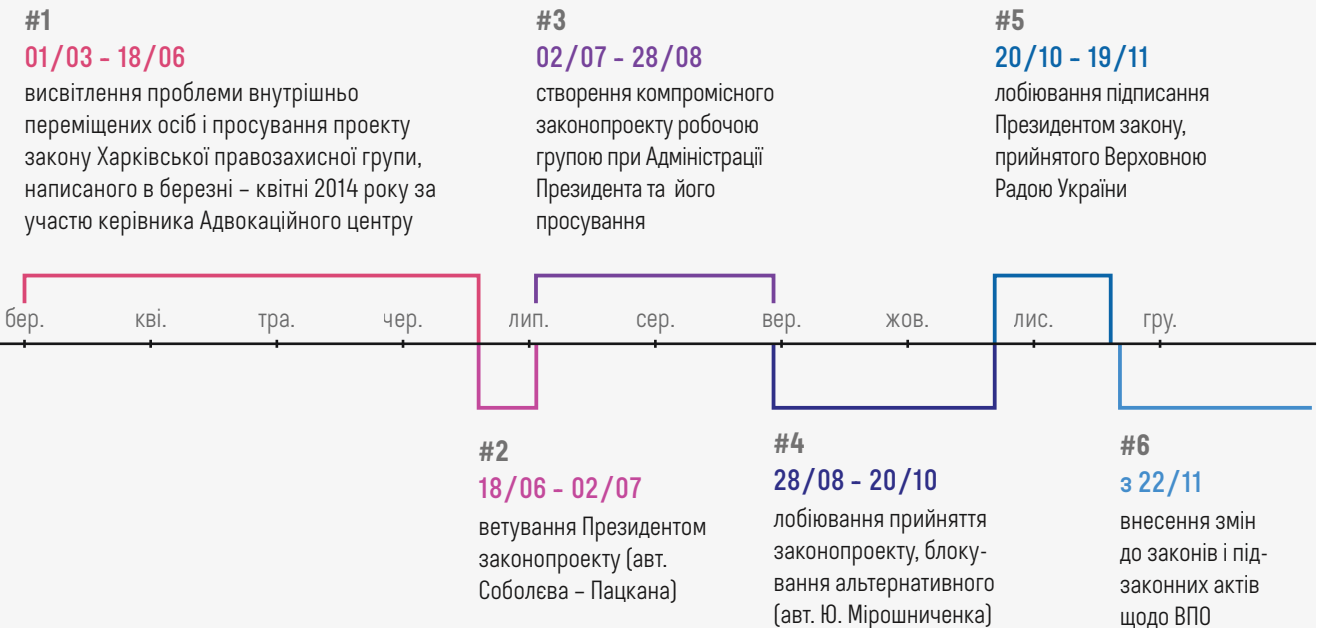 #1
01/03 - 18/06
висвітлення проблеми внутрішньо
переміщених осіб і просування проекту
закону Харківської правозахисної групи,
написаного в березні – квітні 2014 року за
участю керівника Адвокаційного центру
#3
02/07 - 28/08
створення компромісного
законопроекту робочою
групою при Адміністрації
Президента та його
просування
#5
20/10 - 19/11
лобіювання підписання
Президентом закону,
прийнятого Верховною
Радою України
бер. кві. тра. чер. лип. сер. вер. жов. лис. гру.
#2
18/06 - 02/07
ветування Президентом
законопроекту (авт.
Соболєва – Пацкана)
#4
28/08 - 20/10
лобіювання прийняття
законопроекту, блоку-
вання альтернативного
(авт. Ю. Мірошниченка)
#6
з 22/11
внесення змін
до законів і під-
законних актів
щодо ВПО